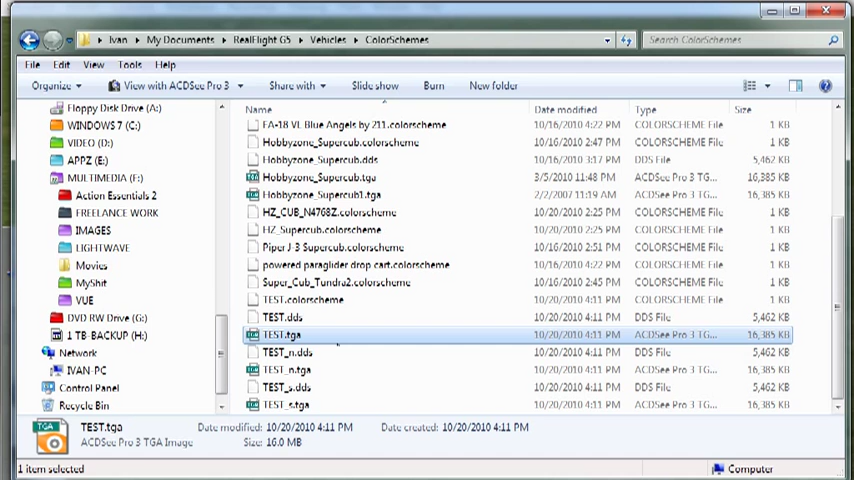 Ivan ▸ My Documents ▸ RealFlight G5 ▸ Vehicles ▸ ColorSchemes
Search ColorSchemes
File Edit View Tools Help
Organize View with ACDSee Pro 3 Share with Slide show Burn New folder
Name Date modified Type Size
Floppy Disk Drive (A:)
WINDOWS 7 (C:)
VIDEO (D:)
APPZ (E:)
MULTIMEDIA (F:)
Action Essentials 2
FREELANCE WORK
IMAGES
LIGHTWAVE
Movies
MyShit
VUE
DVD RW Drive (G:)
1 TB-BACKUP (H:)
Network
IVAN-PC
Control Panel
Recycle Bin
FA-18 VL Blue Angels by 211.colorscheme 10/16/2010 4:22 PM COLORSCHEME File 1 KB
Hobbyzone_Supercub.colorscheme 10/16/2010 2:47 PM COLORSCHEME File 1 KB
Hobbyzone_Supercub.dds 10/16/2010 3:17 PM DDS File 5,462 KB
Hobbyzone_Supercub.tga 3/5/2010 11:48 PM ACDSee Pro 3 TG... 16,385 KB
Hobbyzone_Supercub1.tga 2/2/2007 11:19 AM ACDSee Pro 3 TG... 16,385 KB
HZ_CUB_N4768Z.colorscheme 10/20/2010 2:25 PM COLORSCHEME File 1 KB
HZ_Supercub.colorscheme 10/20/2010 2:25 PM COLORSCHEME File 1 KB
Piper J-3 Supercub.colorscheme 10/16/2010 2:51 PM COLORSCHEME File 1 KB
powered paraglider drop cart.colorscheme 10/16/2010 4:22 PM COLORSCHEME File 1 KB
Super_Cub_Tundra2.colorscheme 10/16/2010 2:45 PM COLORSCHEME File 1 KB
TEST.colorscheme 10/20/2010 4:11 PM COLORSCHEME File 1 KB
TEST.dds 10/20/2010 4:11 PM DDS File 5,462 KB
TEST.tga 10/20/2010 4:11 PM ACDSee Pro 3 TG... 16,385 KB
TEST_n.dds 10/20/2010 4:11 PM DDS File 5,462 KB
TEST_n.tga 10/20/2010 4:11 PM ACDSee Pro 3 TG... 16,385 KB
TEST_s.dds 10/20/2010 4:11 PM DDS File 5,462 KB
TEST_s.tga 10/20/2010 4:11 PM ACDSee Pro 3 TG... 16,385 KB
TGA
TEST.tga Date modified: 10/20/2010 4:11 PM Date created: 10/20/2010 4:11 PM
ACDSee Pro 3 TGA Image Size: 16.0 MB
1 item selected Computer